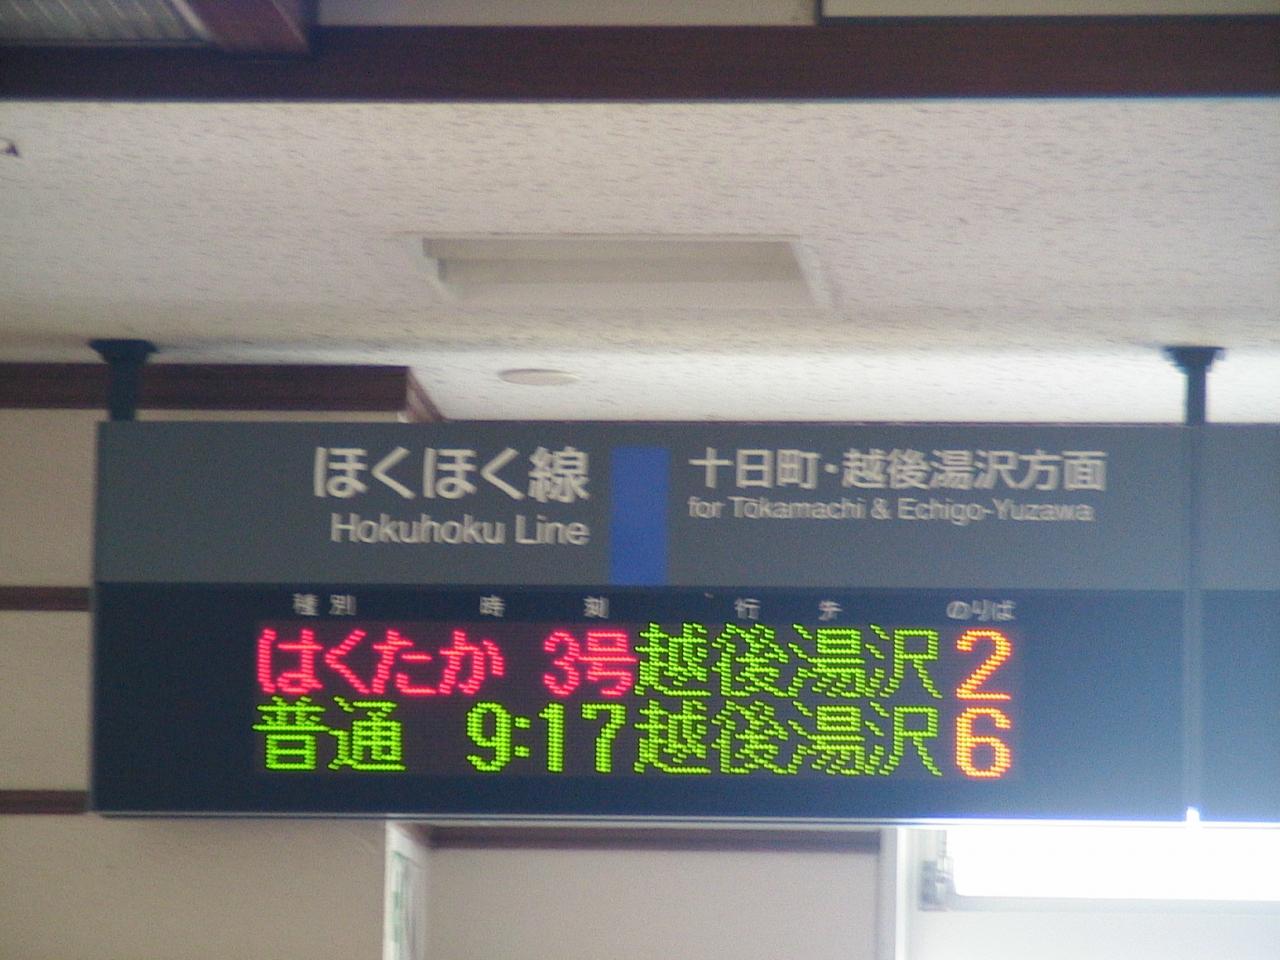 ほくほく線
Hokuhoku Line
十日町・越後湯沢方面
for Tōkamachi & Echigo-Yuzawa
種別 時刻 行先 のりば
はくたか 3号 越後湯沢 2
普通 9:17 越後湯沢 6